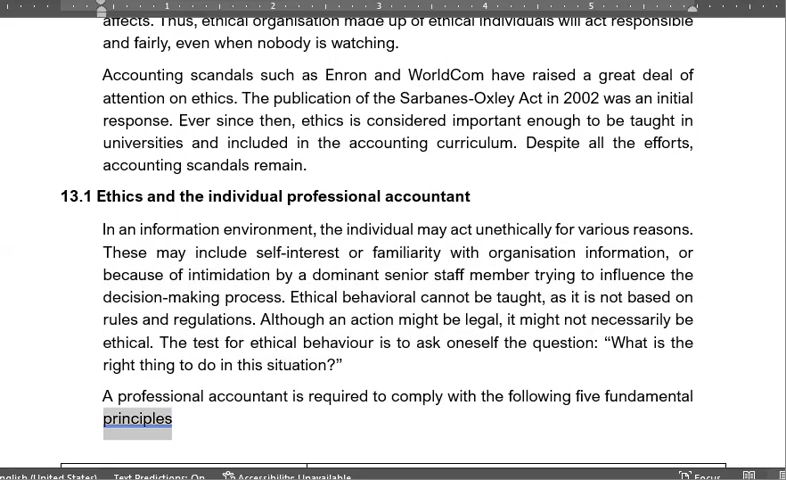 1 2 3 4 5
affects. Thus, ethical organisation made up of ethical individuals will act responsible
and fairly, even when nobody is watching.
Accounting scandals such as Enron and WorldCom have raised a great deal of
attention on ethics. The publication of the Sarbanes-Oxley Act in 2002 was an initial
response. Ever since then, ethics is considered important enough to be taught in
universities and included in the accounting curriculum. Despite all the efforts,
accounting scandals remain.
13.1 Ethics and the individual professional accountant
In an information environment, the individual may act unethically for various reasons.
These may include self-interest or familiarity with organisation information, or
because of intimidation by a dominant senior staff member trying to influence the
decision-making process. Ethical behavioral cannot be taught, as it is not based on
rules and regulations. Although an action might be legal, it might not necessarily be
ethical. The test for ethical behaviour is to ask oneself the question: “What is the
right thing to do in this situation?”
A professional accountant is required to comply with the following five fundamental
principles
nglish (United States) Text Predictions: On Accessibility: Unavailable Focus